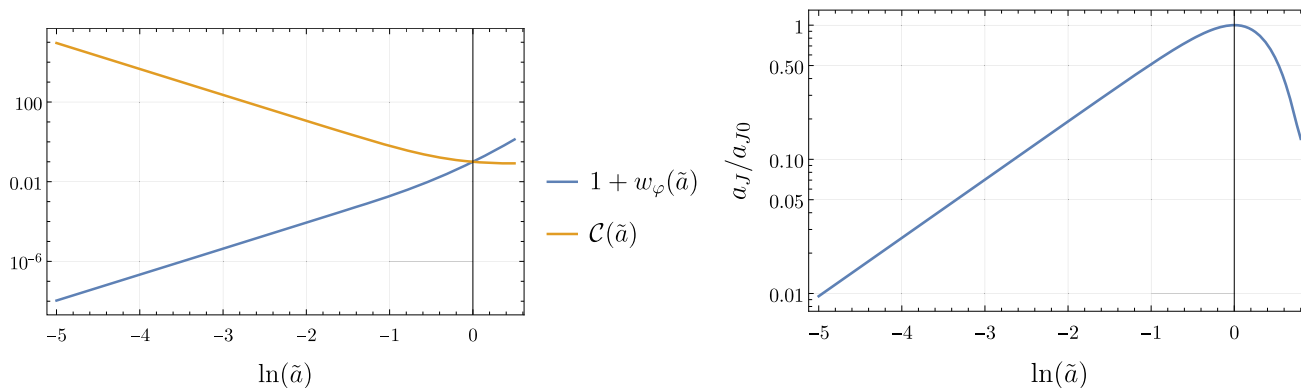 100
0.01
10^{-6}
−5 −4 −3 −2 −1 0
ln(ã)
1 + w_φ(ã)
𝒞(ã)
a_J/a_{J0}
1
0.50
0.10
0.05
0.01
−5 −4 −3 −2 −1 0
ln(ã)